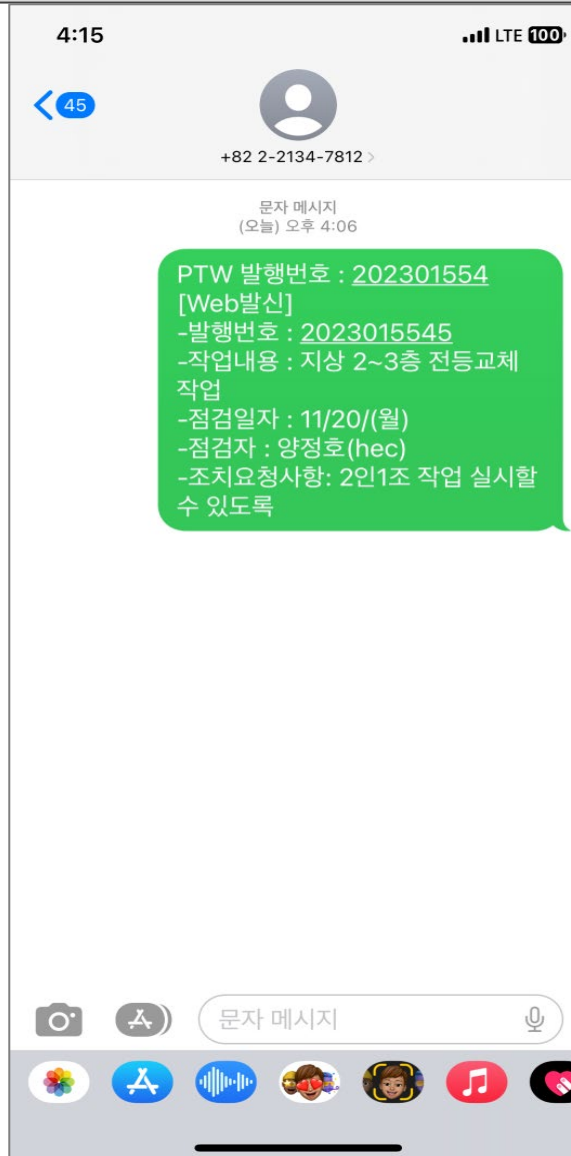 4:15
LTE 100
45
+82 2-2134-7812 >
문자 메시지
(오늘) 오후 4:06
PTW 발행번호 : 202301554
[Web발신]
-발행번호 : 2023015545
-작업내용 : 지상 2~3층 전등교체
작업
-점검일자 : 11/20/(월)
-점검자 : 양정호(hec)
-조치요청사항: 2인1조 작업 실시할
수 있도록
문자 메시지